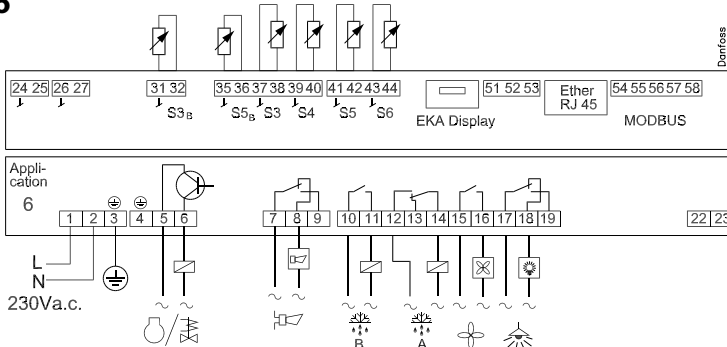 24 25 26 27 31 32 35 36 37 38 39 40 41 42 43 44 51 52 53 54 55 56 57 58
Ether
RJ 45
S3B S5B S3 S4 S5 S6
EKA Display
MODBUS
Danfoss
Appli-
cation
6
1 2 3 4 5 6 7 8 9 10 11 12 13 14 15 16 17 18 19 22 23
L
N
230Va.c.
B A